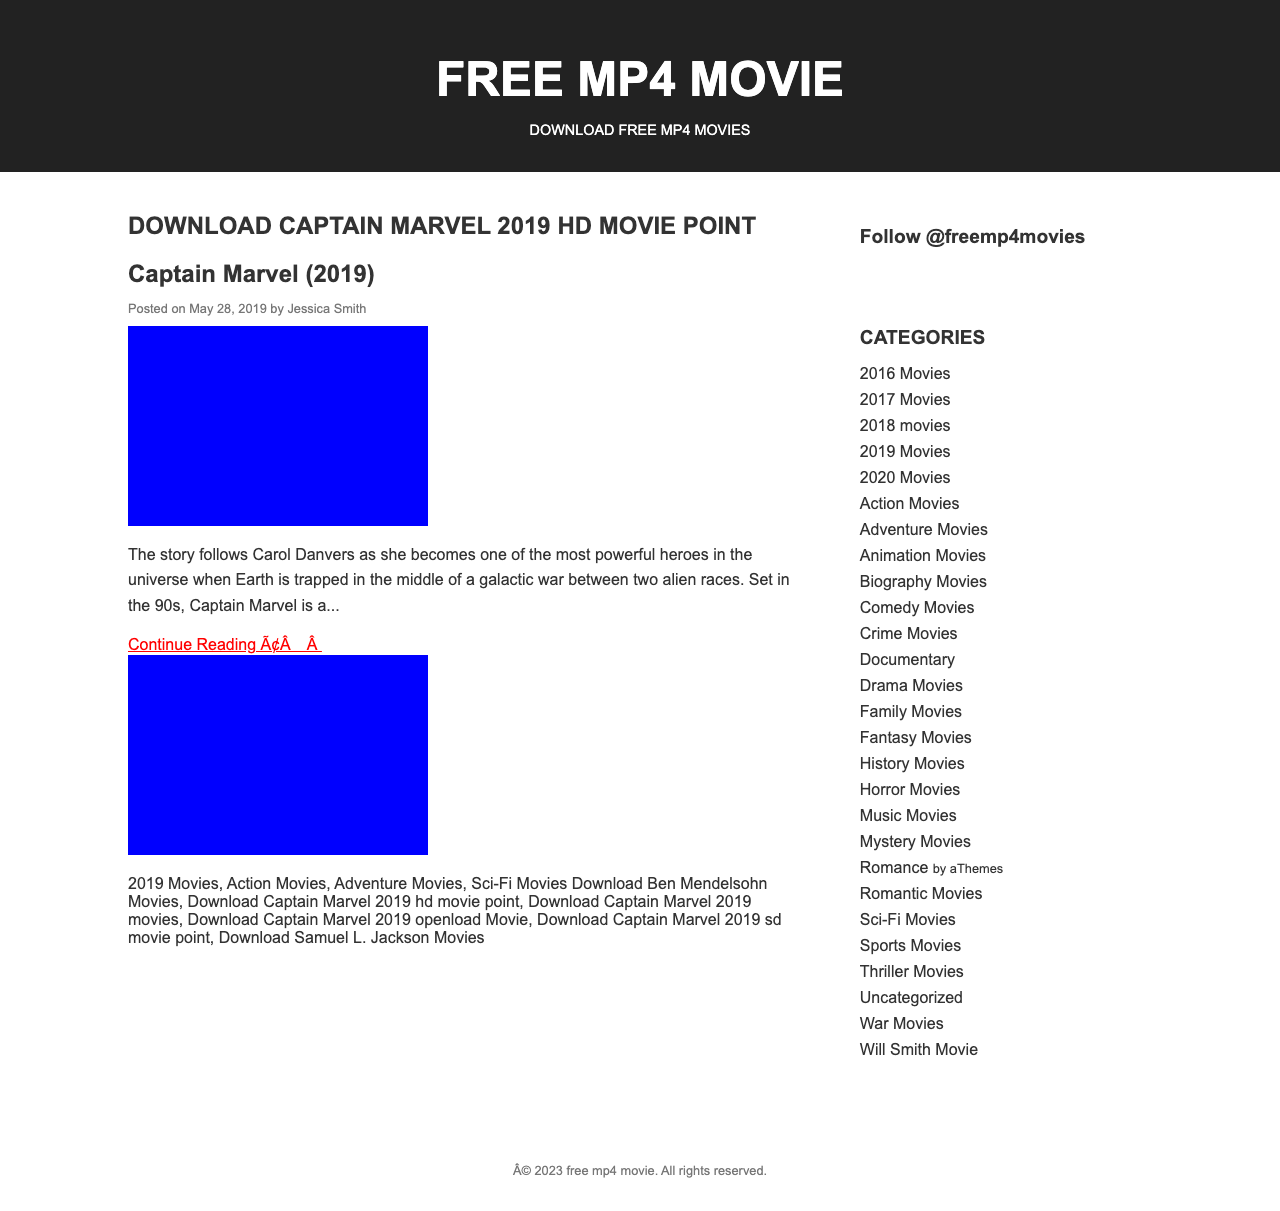 FREE MP4 MOVIE
DOWNLOAD FREE MP4 MOVIES
DOWNLOAD CAPTAIN MARVEL 2019 HD MOVIE POINT
Captain Marvel (2019)
Posted on May 28, 2019 by Jessica Smith
The story follows Carol Danvers as she becomes one of the most powerful heroes in the
universe when Earth is trapped in the middle of a galactic war between two alien races. Set in
the 90s, Captain Marvel is a...
Continue Reading Ã¢Â Â
2019 Movies, Action Movies, Adventure Movies, Sci-Fi Movies Download Ben Mendelsohn
Movies, Download Captain Marvel 2019 hd movie point, Download Captain Marvel 2019
movies, Download Captain Marvel 2019 openload Movie, Download Captain Marvel 2019 sd
movie point, Download Samuel L. Jackson Movies
Follow @freemp4movies
CATEGORIES
2016 Movies
2017 Movies
2018 movies
2019 Movies
2020 Movies
Action Movies
Adventure Movies
Animation Movies
Biography Movies
Comedy Movies
Crime Movies
Documentary
Drama Movies
Family Movies
Fantasy Movies
History Movies
Horror Movies
Music Movies
Mystery Movies
Romance by aThemes
Romantic Movies
Sci-Fi Movies
Sports Movies
Thriller Movies
Uncategorized
War Movies
Will Smith Movie
Â© 2023 free mp4 movie. All rights reserved.